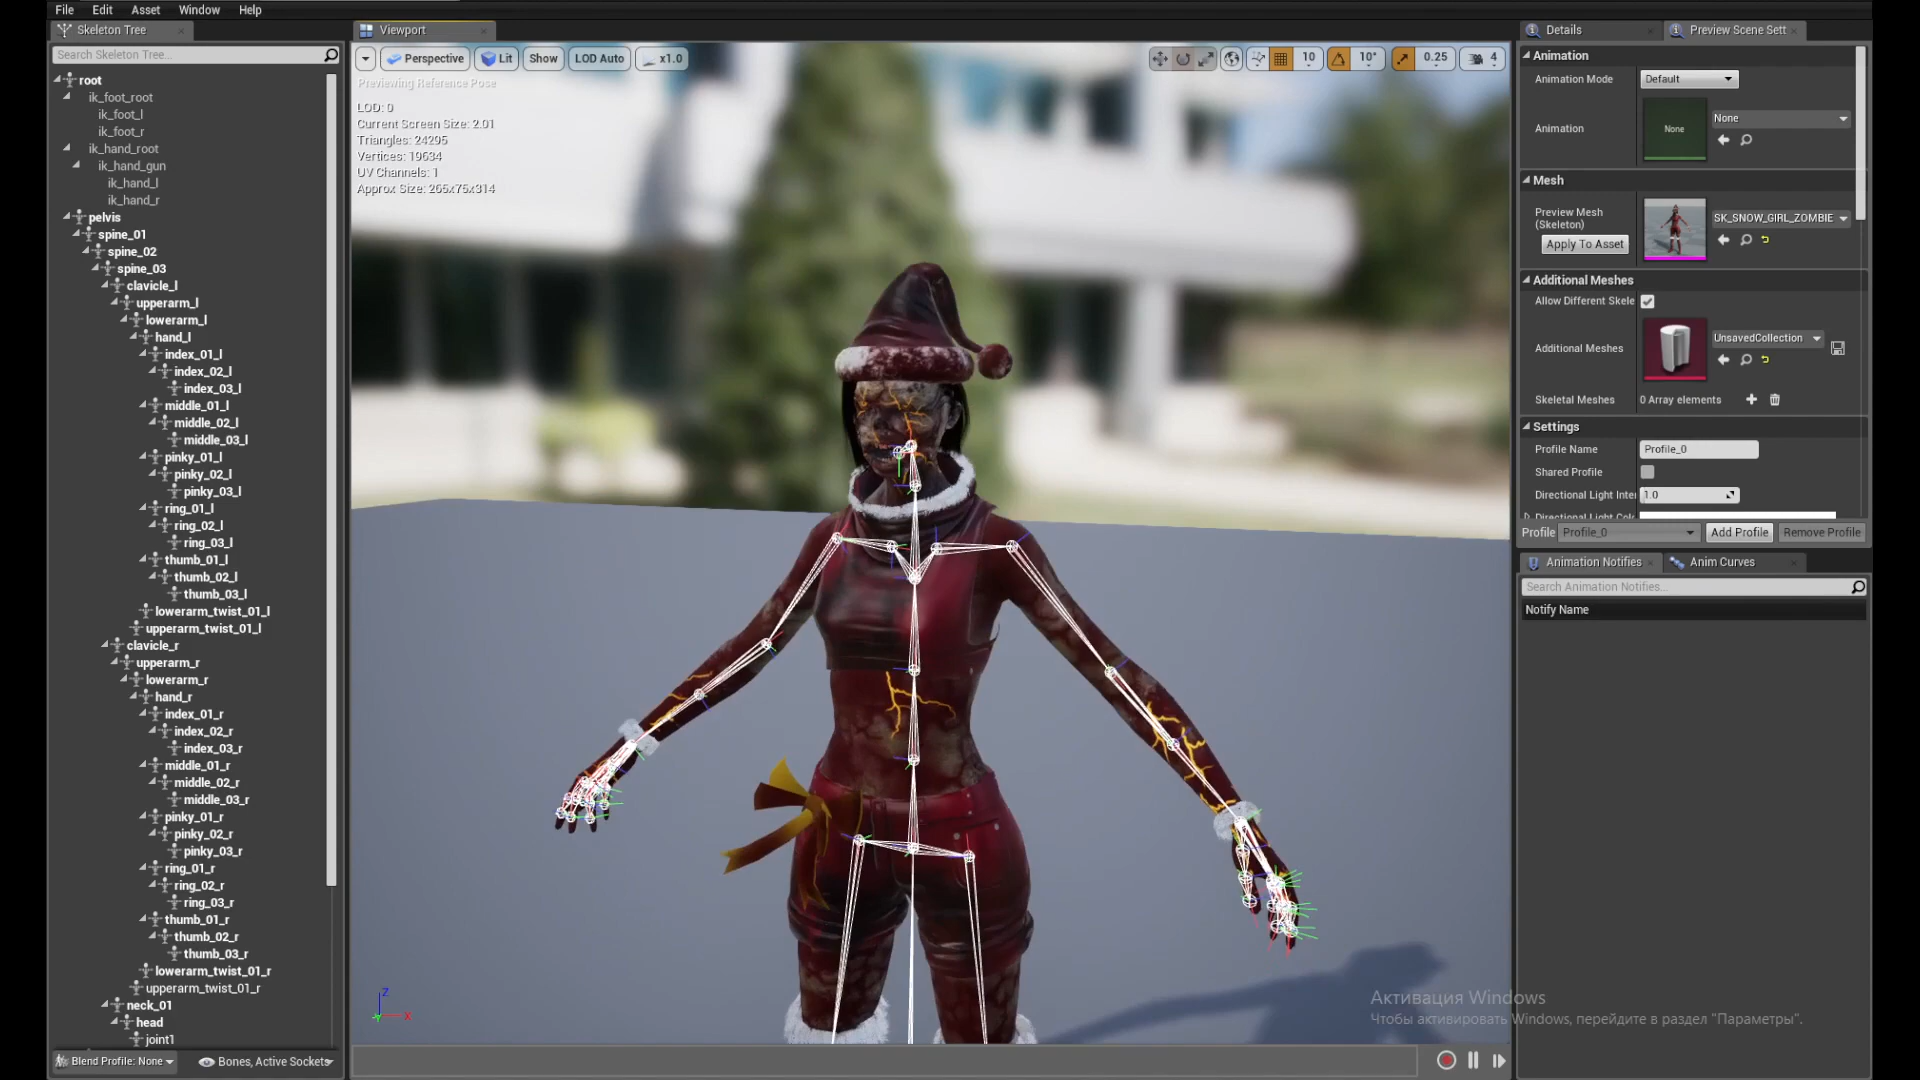 File Edit Asset Window Help
Skeleton Tree
Search Skeleton Tree...
root
ik_foot_root
ik_foot_l
ik_foot_r
ik_hand_root
ik_hand_gun
ik_hand_l
ik_hand_r
pelvis
spine_01
spine_02
spine_03
clavicle_l
upperarm_l
lowerarm_l
hand_l
index_01_l
index_02_l
index_03_l
middle_01_l
middle_02_l
middle_03_l
pinky_01_l
pinky_02_l
pinky_03_l
ring_01_l
ring_02_l
ring_03_l
thumb_01_l
thumb_02_l
thumb_03_l
lowerarm_twist_01_l
upperarm_twist_01_l
clavicle_r
upperarm_r
lowerarm_r
hand_r
index_01_r
index_02_r
index_03_r
middle_01_r
middle_02_r
middle_03_r
pinky_01_r
pinky_02_r
pinky_03_r
ring_01_r
ring_02_r
ring_03_r
thumb_01_r
thumb_02_r
thumb_03_r
lowerarm_twist_01_r
upperarm_twist_01_r
neck_01
head
joint1
Blend Profile: None
Bones, Active Sockets
Viewport
Perspective Lit Show LOD Auto x1.0
10 10° 0.25 4
Previewing Reference Pose
LOD: 0
Current Screen Size: 2.01
Triangles: 24295
Vertices: 19634
UV Channels: 1
Approx Size: 265x75x314
Z
X
Details
Preview Scene Sett
Animation
Animation Mode Default
Animation None None
Mesh
Preview Mesh
(Skeleton)
Apply To Asset
SK_SNOW_GIRL_ZOMBIE
Additional Meshes
Allow Different Skele
Additional Meshes UnsavedCollection
Skeletal Meshes 0 Array elements
Settings
Profile Name Profile_0
Shared Profile
Directional Light Inter 1.0
Directional Light Colo
Profile Profile_0 Add Profile Remove Profile
Animation Notifies
Anim Curves
Search Animation Notifies...
Notify Name
Активация Windows
Чтобы активировать Windows, перейдите в раздел "Параметры".